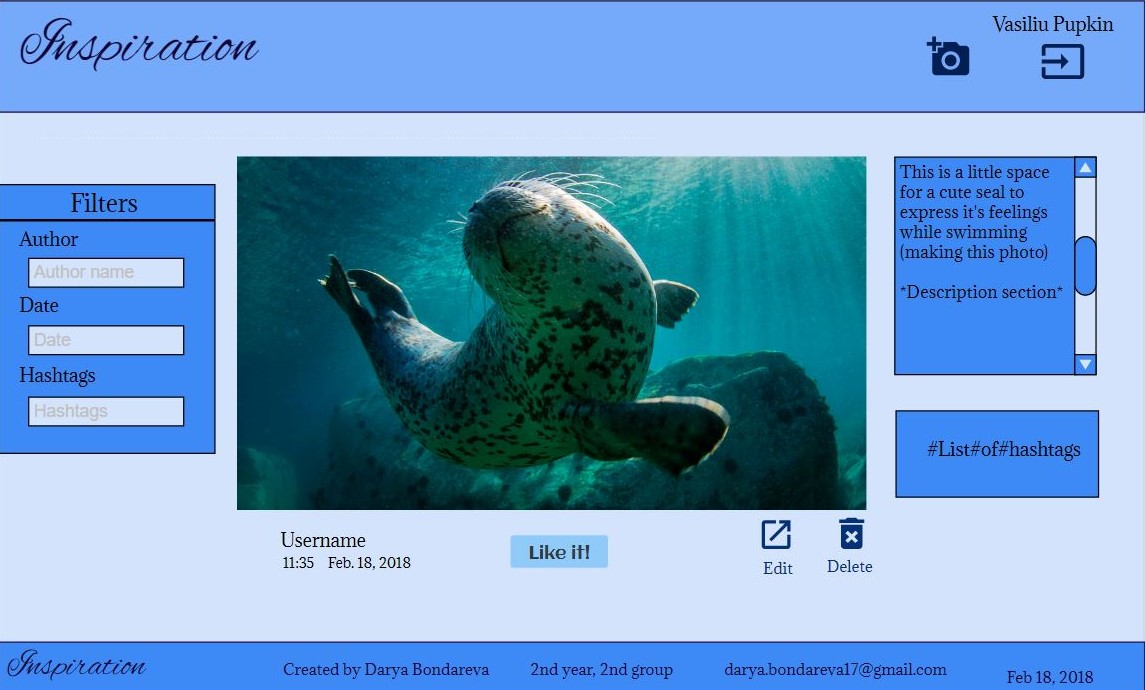 Inspiration
Vasiliu Pupkin
Filters
Author
Author name
Date
Date
Hashtags
Hashtags
This is a little space
for a cute seal to
express it's feelings
while swimming
(making this photo)
*Description section*
#List#of#hashtags
Username
11:35 Feb. 18, 2018
Like it!
Edit
Delete
Inspiration
Created by Darya Bondareva
2nd year, 2nd group
darya.bondareva17@gmail.com
Feb 18, 2018